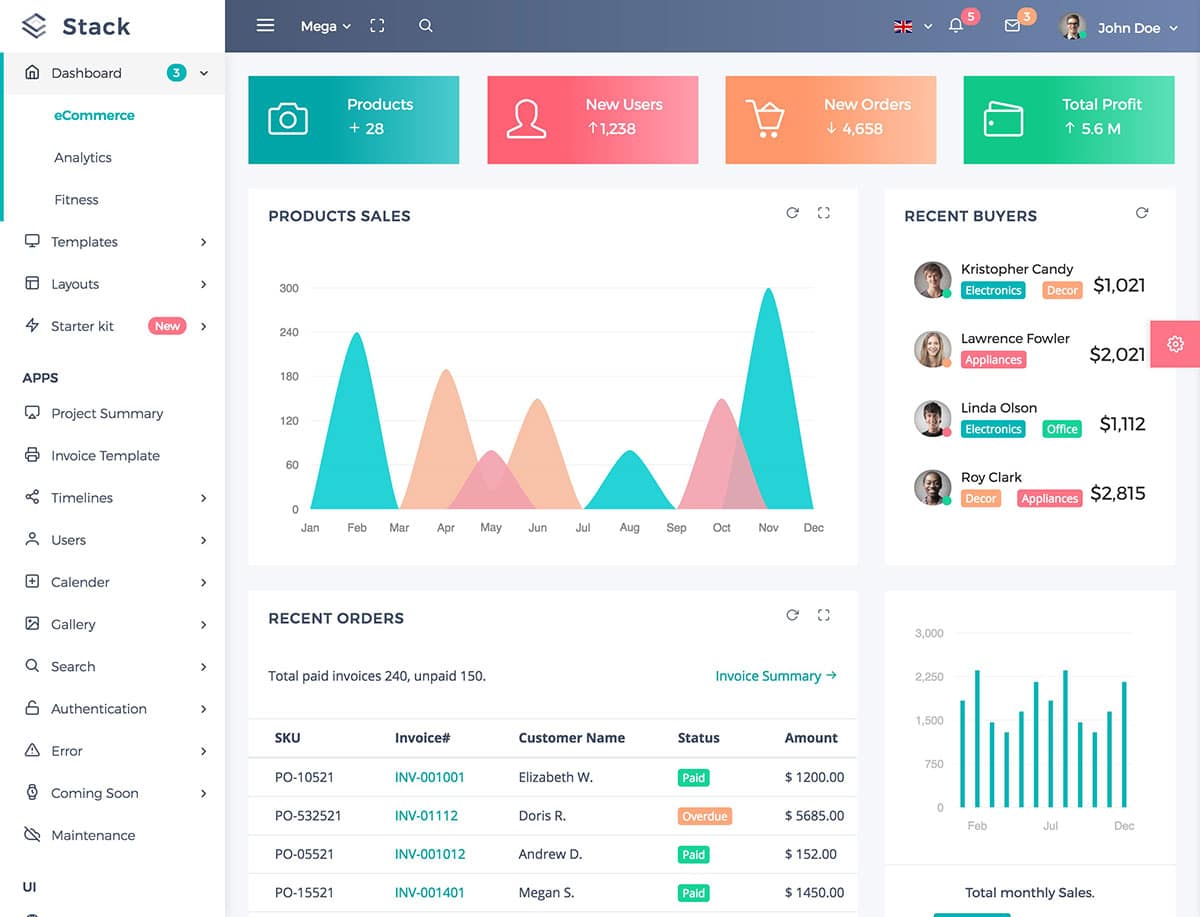 Stack
Mega
5
3
John Doe
Dashboard 3
eCommerce
Analytics
Fitness
Templates
Layouts
Starter kit New
APPS
Project Summary
Invoice Template
Timelines
Users
Calender
Gallery
Search
Authentication
Error
Coming Soon
Maintenance
UI
Products
+ 28
New Users
↑1,238
New Orders
↓ 4,658
Total Profit
↑ 5.6 M
PRODUCTS SALES
300
240
180
120
60
0
Jan Feb Mar Apr May Jun Jul Aug Sep Oct Nov Dec
RECENT BUYERS
Kristopher Candy
Electronics Decor $1,021
Lawrence Fowler
Appliances $2,021
Linda Olson
Electronics Office $1,112
Roy Clark
Decor Appliances $2,815
RECENT ORDERS
Total paid invoices 240, unpaid 150. Invoice Summary →
SKU Invoice# Customer Name Status Amount
PO-10521 INV-001001 Elizabeth W. Paid $ 1200.00
PO-532521 INV-01112 Doris R. Overdue $ 5685.00
PO-05521 INV-001012 Andrew D. Paid $ 152.00
PO-15521 INV-001401 Megan S. Paid $ 1450.00
3,000
2,250
1,500
750
0
Feb Jul Dec
Total monthly Sales.